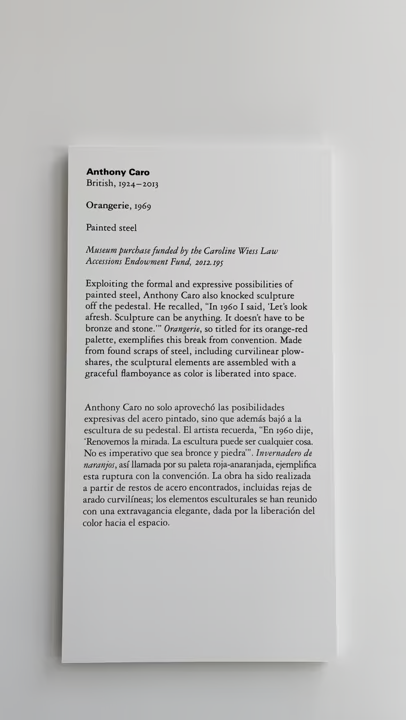 Anthony Caro
British, 1924–2013
Orangerie, 1969
Painted steel
Museum purchase funded by the Caroline Wiess Law
Accessions Endowment Fund, 2012.195
Exploiting the formal and expressive possibilities of
painted steel, Anthony Caro also knocked sculpture
off the pedestal. He recalled, “In 1960 I said, ‘Let’s look
afresh. Sculpture can be anything. It doesn’t have to be
bronze and stone.’” Orangerie, so titled for its orange-red
palette, exemplifies this break from convention. Made
from found scraps of steel, including curvilinear plow-
shares, the sculptural elements are assembled with a
graceful flamboyance as color is liberated into space.
Anthony Caro no solo aprovechó las posibilidades
expresivas del acero pintado, sino que además bajó a la
escultura de su pedestal. El artista recuerda, “En 1960 dije,
‘Renovemos la mirada. La escultura puede ser cualquier cosa.
No es imperativo que sea bronce y piedra’”. Invernadero de
naranjos, así llamada por su paleta roja-anaranjada, ejemplifica
esta ruptura con la convención. La obra ha sido realizada
a partir de restos de acero encontrados, incluidas rejas de
arado curvilíneas; los elementos esculturales se han reunido
con una extravagancia elegante, dada por la liberación del
color hacia el espacio.